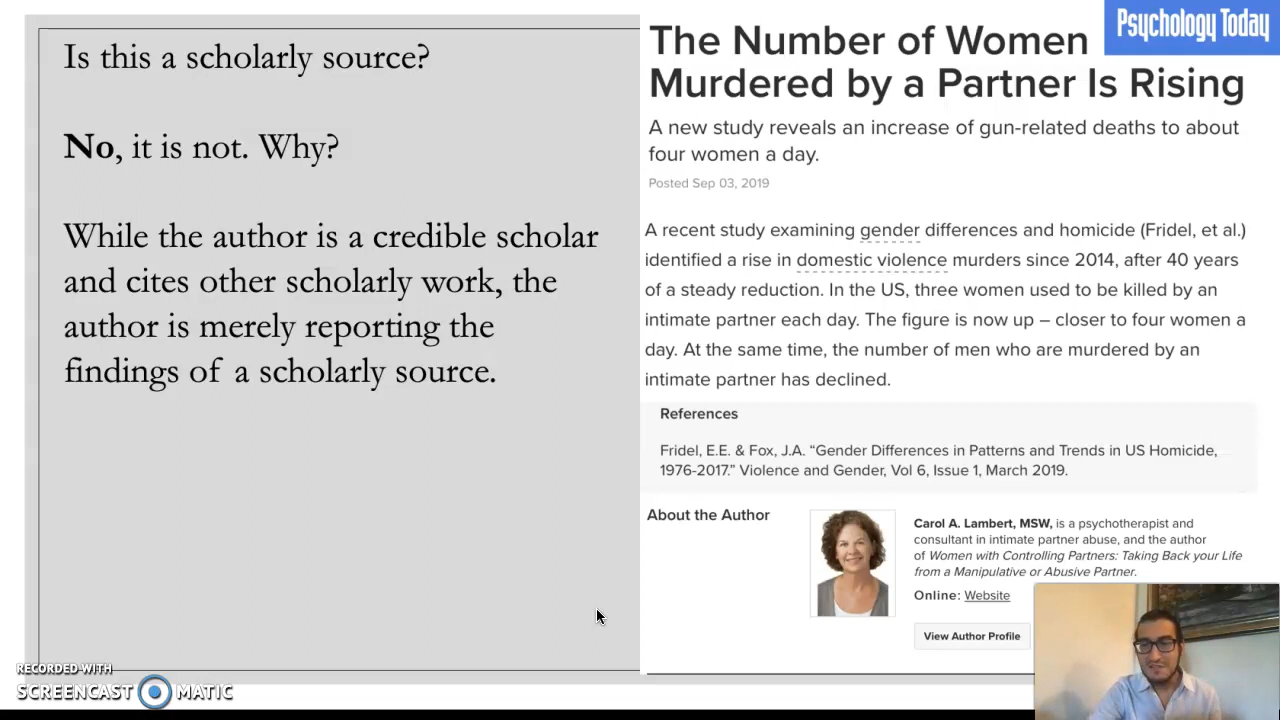 Is this a scholarly source?
No, it is not. Why?
While the author is a credible scholar
and cites other scholarly work, the
author is merely reporting the
findings of a scholarly source.
Psychology Today
The Number of Women
Murdered by a Partner Is Rising
A new study reveals an increase of gun-related deaths to about
four women a day.
Posted Sep 03, 2019
A recent study examining gender differences and homicide (Fridel, et al.)
identified a rise in domestic violence murders since 2014, after 40 years
of a steady reduction. In the US, three women used to be killed by an
intimate partner each day. The figure is now up – closer to four women a
day. At the same time, the number of men who are murdered by an
intimate partner has declined.
References
Fridel, E.E. & Fox, J.A. “Gender Differences in Patterns and Trends in US Homicide,
1976-2017.” Violence and Gender, Vol 6, Issue 1, March 2019.
About the Author
Carol A. Lambert, MSW, is a psychotherapist and
consultant in intimate partner abuse, and the author
of Women with Controlling Partners: Taking Back your Life
from a Manipulative or Abusive Partner.
Online: Website
View Author Profile
RECORDED WITH
SCREENCAST MATIC